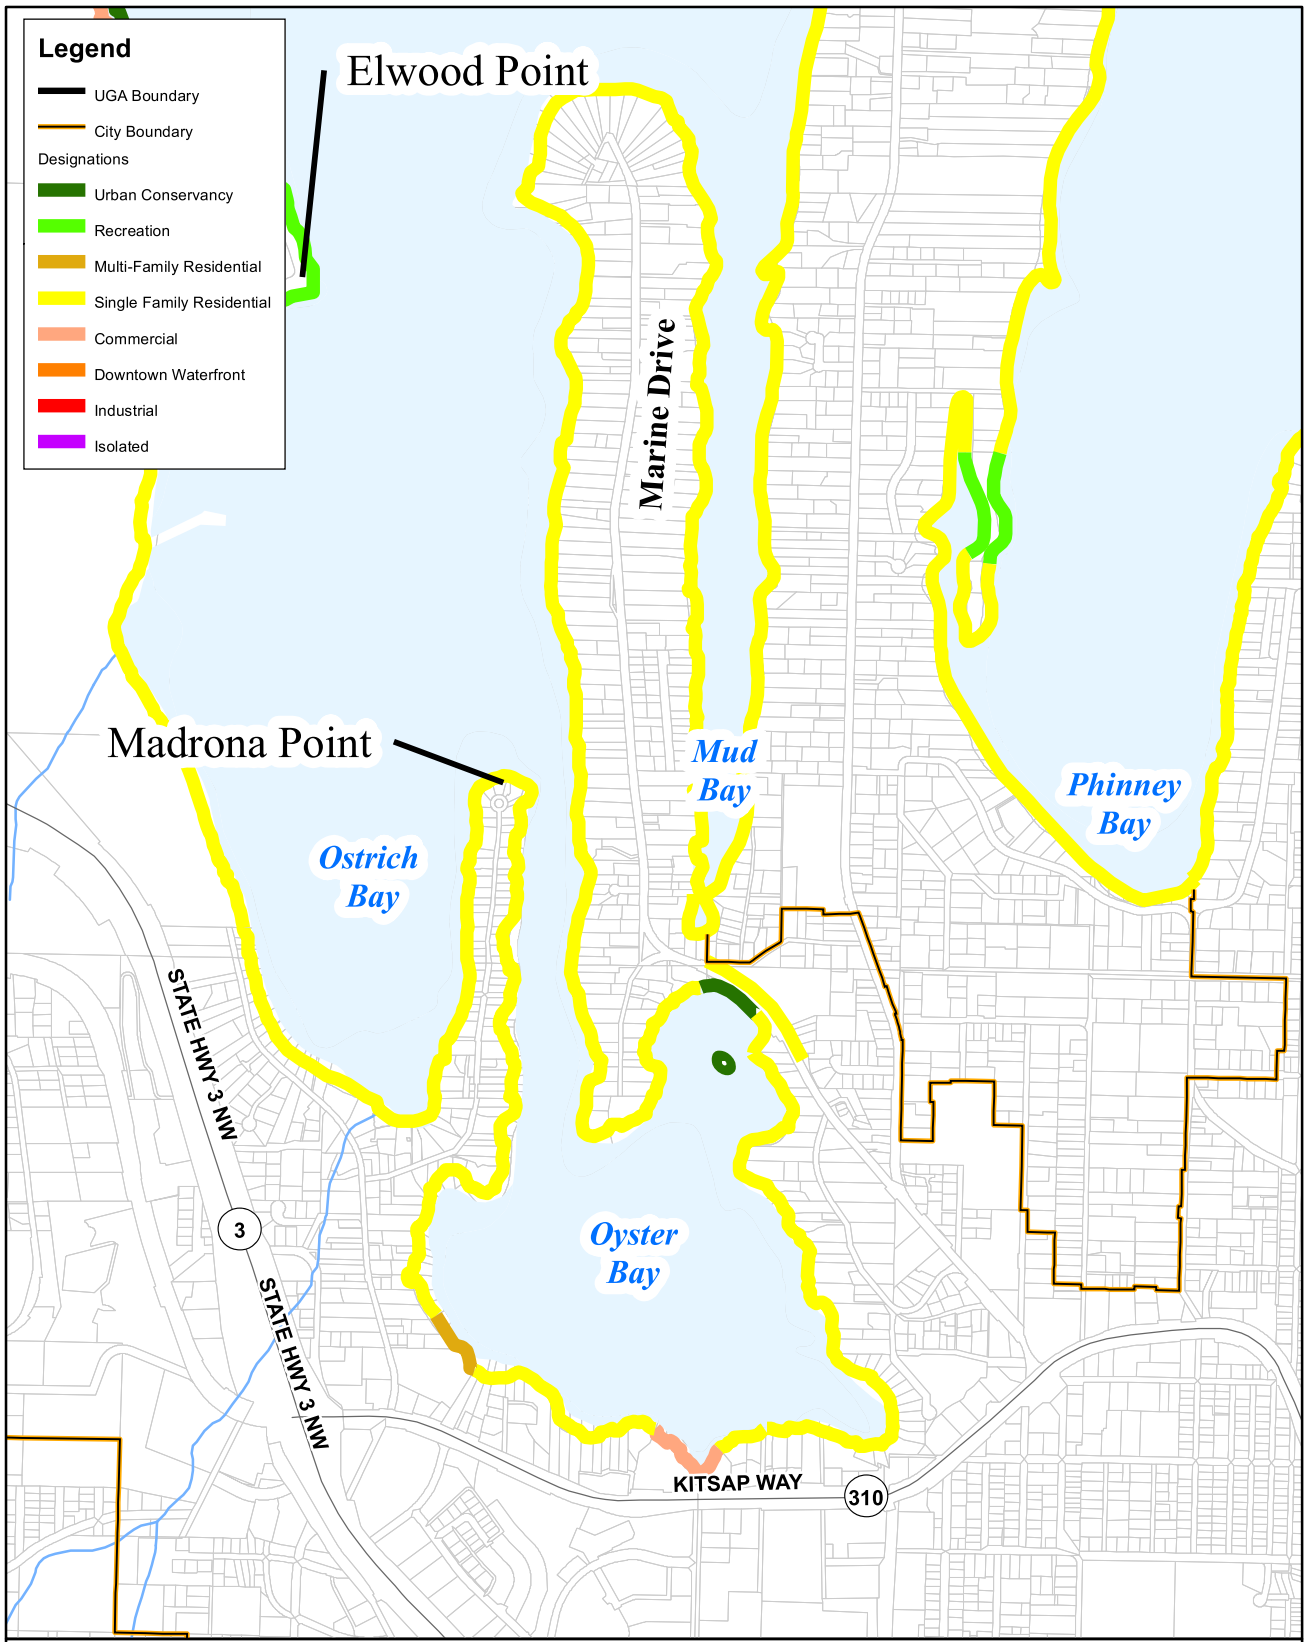 Legend
UGA Boundary
City Boundary
Designations
Urban Conservancy
Recreation
Multi-Family Residential
Single Family Residential
Commercial
Downtown Waterfront
Industrial
Isolated
Elwood Point
Marine Drive
Madrona Point
Mud
Bay
Phinney
Bay
Ostrich
Bay
STATE HWY 3 NW
3
Oyster
Bay
STATE HWY 3 NW
KITSAP WAY
310